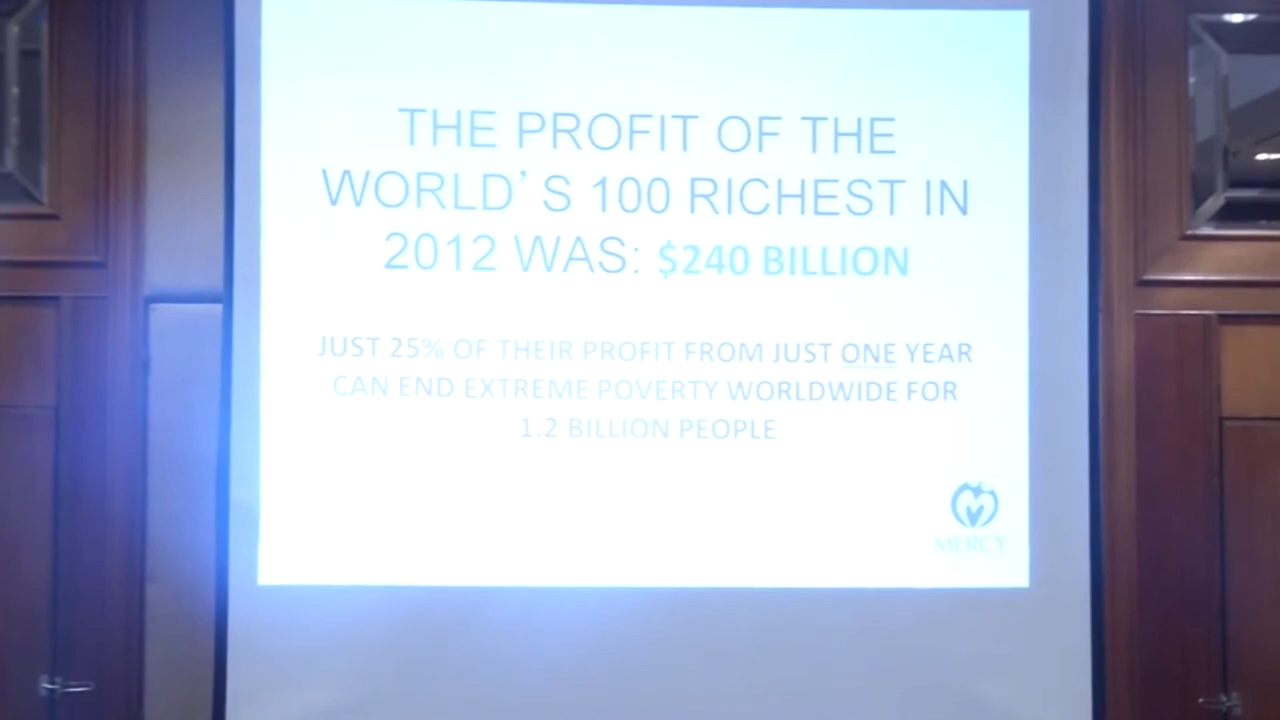 THE PROFIT OF THE
WORLD'S 100 RICHEST IN
2012 WAS: $240 BILLION
JUST 25% OF THEIR PROFIT FROM JUST ONE YEAR
CAN END EXTREME POVERTY WORLDWIDE FOR
1.2 BILLION PEOPLE
MERCY